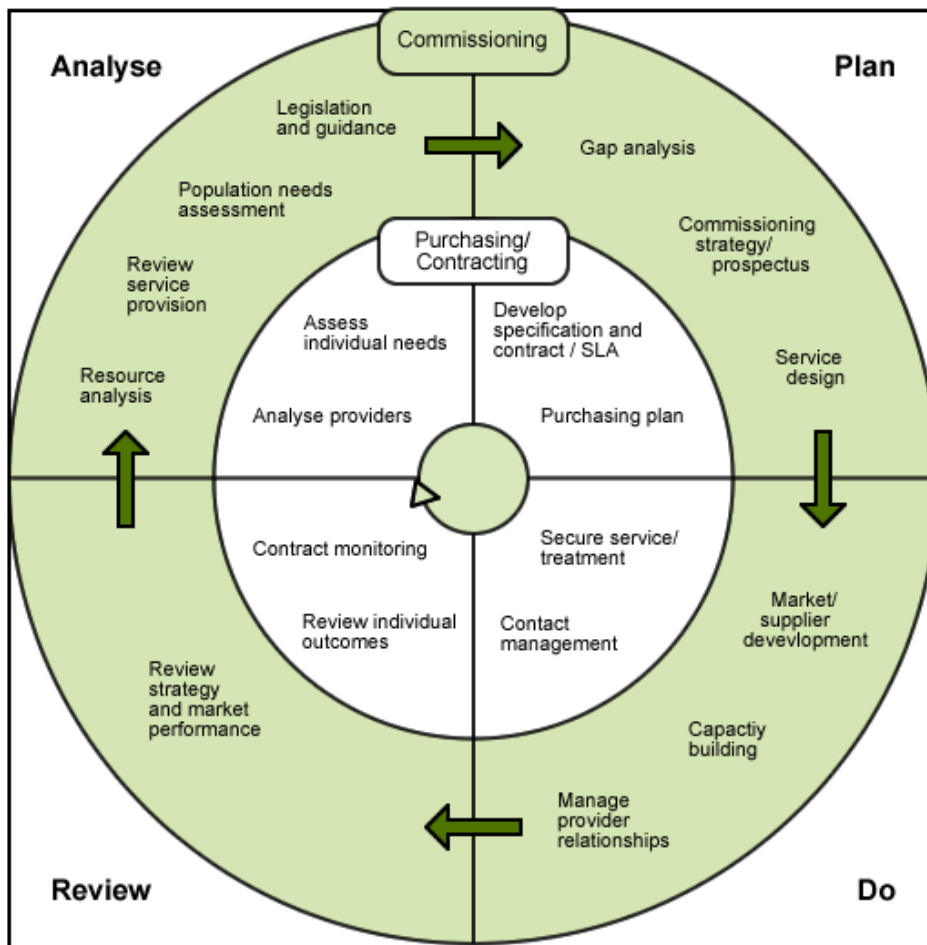 Commissioning
Analyse
Plan
Legislation
and guidance
Gap analysis
Population needs
assessment
Commissioning
strategy/
prospectus
Review
service
provision
Purchasing/
Contracting
Assess
individual needs
Develop
specification and
contract / SLA
Resource
analysis
Service
design
Analyse providers
Purchasing plan
Contract monitoring
Secure service/
treatment
Review individual
outcomes
Contact
management
Market/
supplier
devevlopment
Review
strategy
and market
performance
Capactiy
building
Manage
provider
relationships
Review
Do